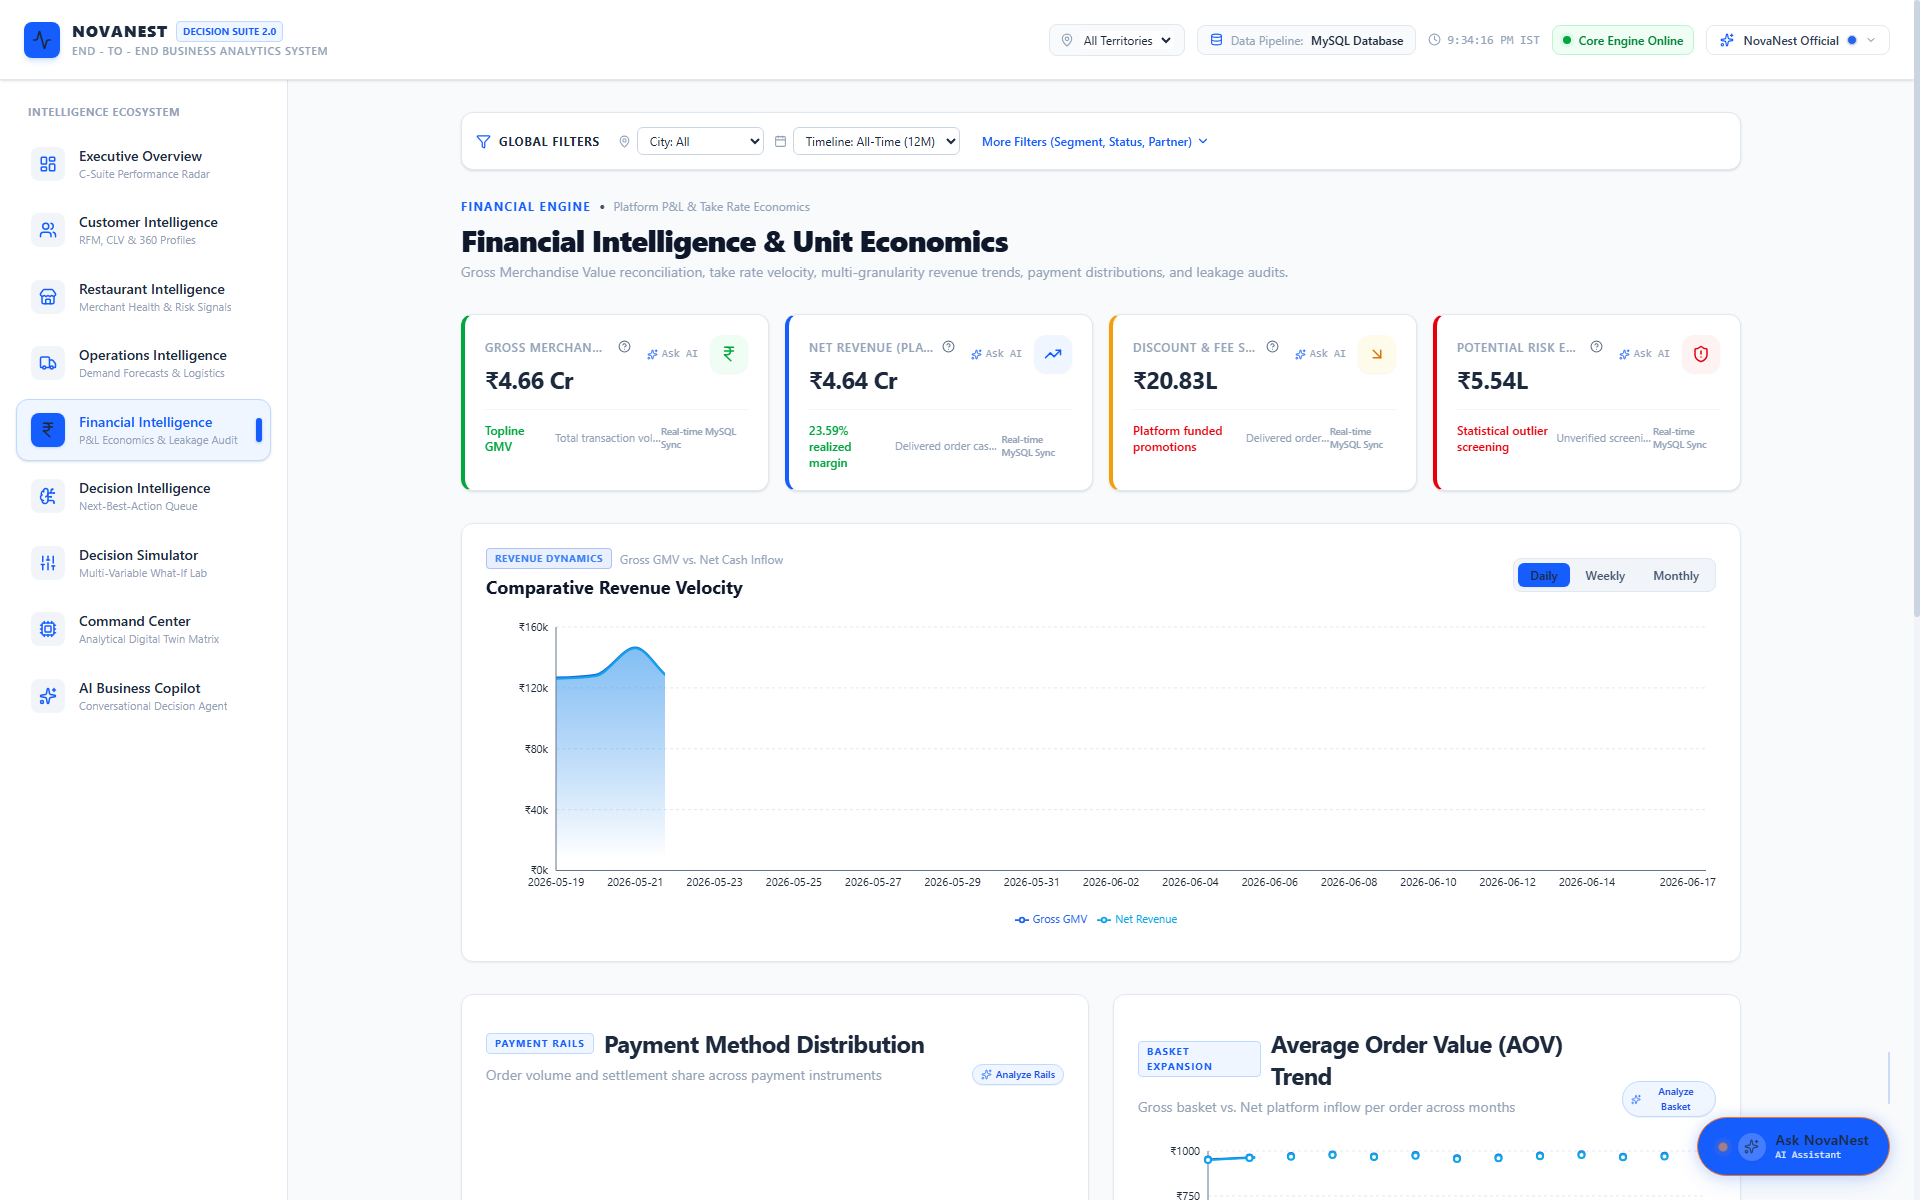 NOVANEST DECISION SUITE 2.0
END - TO - END BUSINESS ANALYTICS SYSTEM
All Territories
Data Pipeline: MySQL Database
9:34:16 PM IST
Core Engine Online
NovaNest Official
INTELLIGENCE ECOSYSTEM
Executive Overview
C-Suite Performance Radar
Customer Intelligence
RFM, CLV & 360 Profiles
Restaurant Intelligence
Merchant Health & Risk Signals
Operations Intelligence
Demand Forecasts & Logistics
Financial Intelligence
P&L Economics & Leakage Audit
Decision Intelligence
Next-Best-Action Queue
Decision Simulator
Multi-Variable What-If Lab
Command Center
Analytical Digital Twin Matrix
AI Business Copilot
Conversational Decision Agent
GLOBAL FILTERS
City: All
Timeline: All-Time (12M)
More Filters (Segment, Status, Partner)
FINANCIAL ENGINE • Platform P&L & Take Rate Economics
Financial Intelligence & Unit Economics
Gross Merchandise Value reconciliation, take rate velocity, multi-granularity revenue trends, payment distributions, and leakage audits.
GROSS MERCHAN...
Ask AI
₹
₹4.66 Cr
Topline
GMV
Total transaction vol...
Real-time MySQL
Sync
NET REVENUE (PLA...
Ask AI
₹4.64 Cr
23.59%
realized
margin
Delivered order cas...
Real-time
MySQL Sync
DISCOUNT & FEE S...
Ask AI
₹20.83L
Platform funded
promotions
Delivered order...
Real-time
MySQL Sync
POTENTIAL RISK E...
Ask AI
₹5.54L
Statistical outlier
screening
Unverified screeni...
Real-time
MySQL Sync
REVENUE DYNAMICS Gross GMV vs. Net Cash Inflow
Comparative Revenue Velocity
Daily Weekly Monthly
₹160k
₹120k
₹80k
₹40k
₹0k
2026-05-19 2026-05-21 2026-05-23 2026-05-25 2026-05-27 2026-05-29 2026-05-31 2026-06-02 2026-06-04 2026-06-06 2026-06-08 2026-06-10 2026-06-12 2026-06-14 2026-06-17
Gross GMV Net Revenue
PAYMENT RAILS Payment Method Distribution
Order volume and settlement share across payment instruments
Analyze Rails
BASKET
EXPANSION
Average Order Value (AOV)
Trend
Gross basket vs. Net platform inflow per order across months
Analyze
Basket
₹1000
₹750
Ask NovaNest
AI Assistant